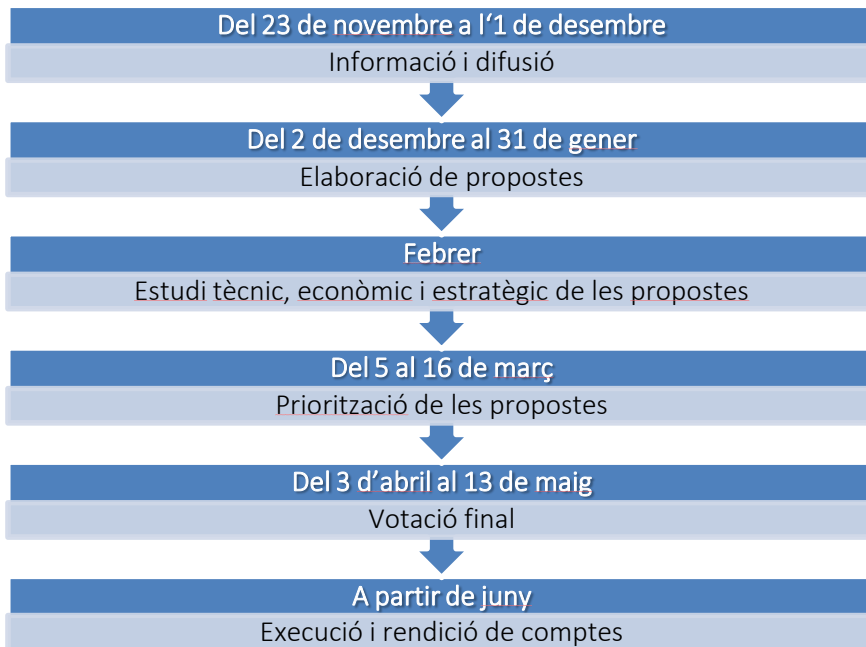 Del 23 de novembre a l‘1 de desembre
Informació i difusió
Del 2 de desembre al 31 de gener
Elaboració de propostes
Febrer
Estudi tècnic, econòmic i estratègic de les propostes
Del 5 al 16 de març
Priorització de les propostes
Del 3 d’abril al 13 de maig
Votació final
A partir de juny
Execució i rendició de comptes